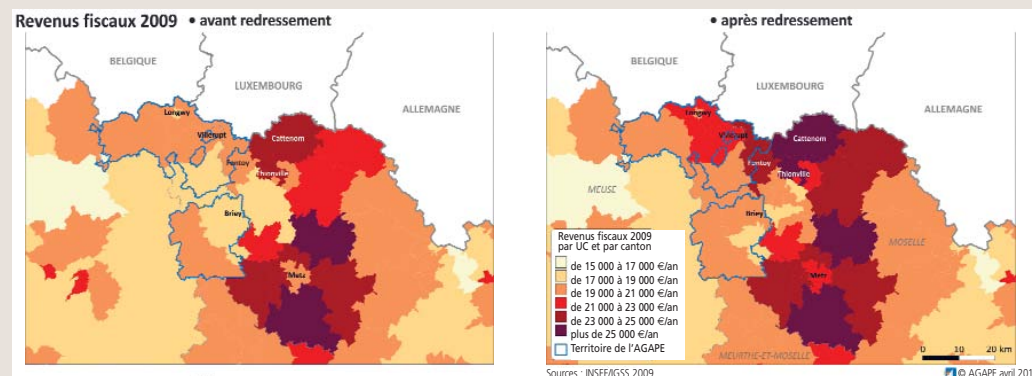 Revenus fiscaux 2009 • avant redressement
BELGIQUE
LUXEMBOURG
ALLEMAGNE
Longwy
Villerupt
Cattenom
Fontoy
Thionville
Briey
Metz
• après redressement
BELGIQUE
LUXEMBOURG
ALLEMAGNE
Longwy
Villerupt
Cattenom
Fontoy
Thionville
MEUSE
Briey
MOSELLE
Metz
MEURTHE-ET-MOSELLE
Revenus fiscaux 2009
par UC et par canton
de 15 000 à 17 000 €/an
de 17 000 à 19 000 €/an
de 19 000 à 21 000 €/an
de 21 000 à 23 000 €/an
de 23 000 à 25 000 €/an
plus de 25 000 €/an
Territoire de l'AGAPE
0 10 20 km
Sources : INSEE/IGSS 2009
© AGAPE avril 201